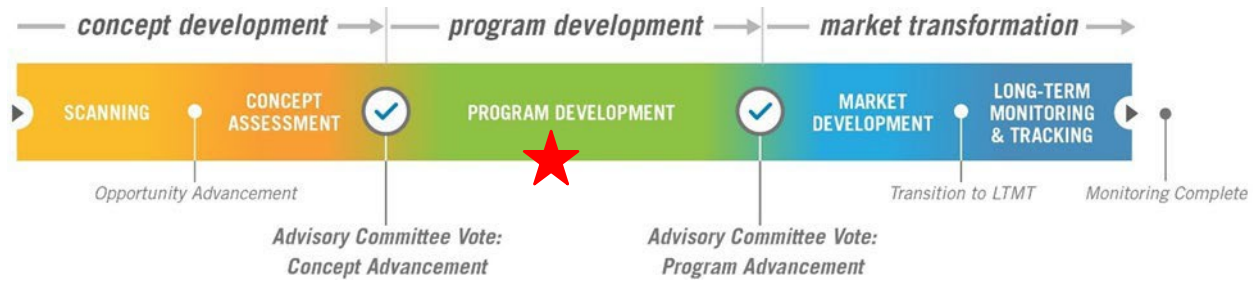 concept development
program development
market transformation
SCANNING
CONCEPT
ASSESSMENT
PROGRAM DEVELOPMENT
MARKET
DEVELOPMENT
LONG-TERM
MONITORING
& TRACKING
Opportunity Advancement
Transition to LTMT
Monitoring Complete
Advisory Committee Vote:
Concept Advancement
Advisory Committee Vote:
Program Advancement